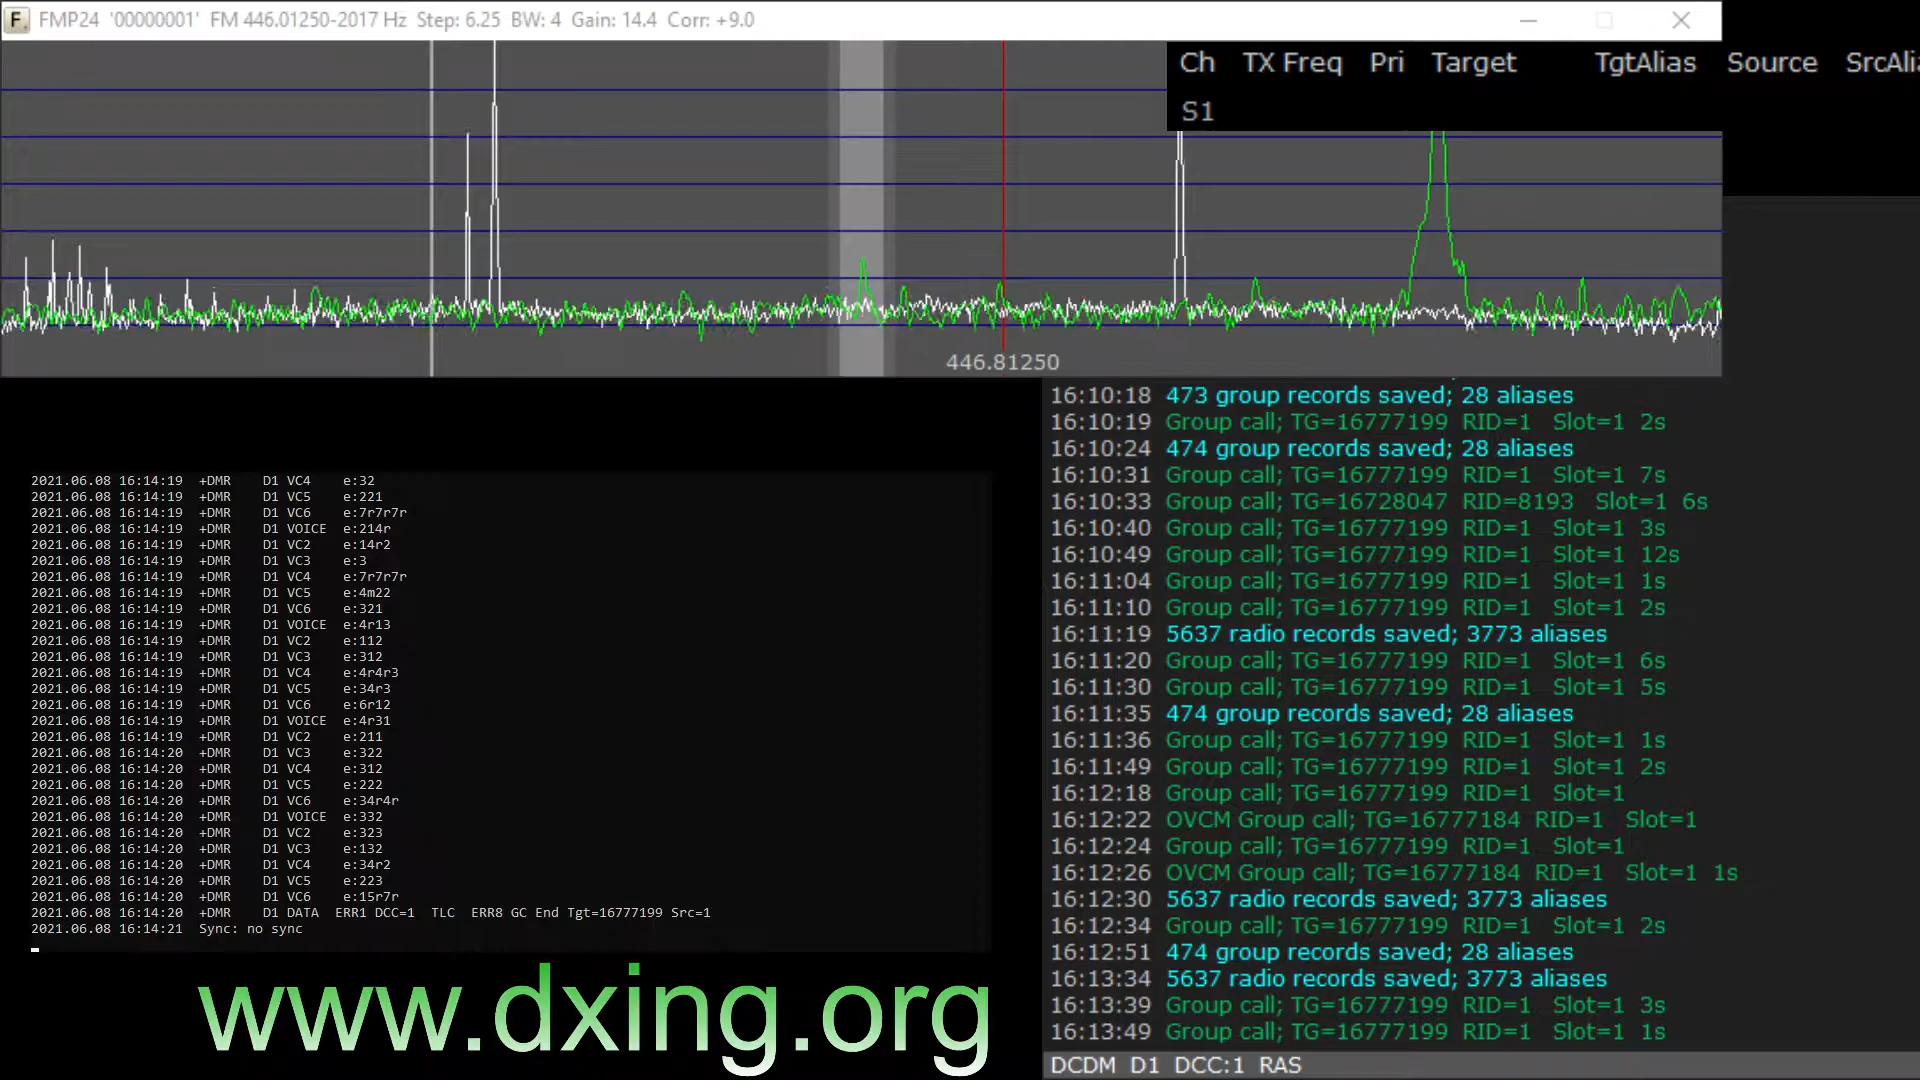 FMP24 '00000001' FM 446.01250-2017 Hz Step: 6.25 BW: 4 Gain: 14.4 Corr: +9.0
Ch TX Freq Pri Target TgtAlias Source SrcAlia
S1
446.81250
2021.06.08 16:14:19 +DMR D1 VC4 e:32
2021.06.08 16:14:19 +DMR D1 VC5 e:221
2021.06.08 16:14:19 +DMR D1 VC6 e:7r7r7r
2021.06.08 16:14:19 +DMR D1 VOICE e:214r
2021.06.08 16:14:19 +DMR D1 VC2 e:14r2
2021.06.08 16:14:19 +DMR D1 VC3 e:3
2021.06.08 16:14:19 +DMR D1 VC4 e:7r7r7r
2021.06.08 16:14:19 +DMR D1 VC5 e:4m22
2021.06.08 16:14:19 +DMR D1 VC6 e:321
2021.06.08 16:14:19 +DMR D1 VOICE e:4r13
2021.06.08 16:14:19 +DMR D1 VC2 e:112
2021.06.08 16:14:19 +DMR D1 VC3 e:312
2021.06.08 16:14:19 +DMR D1 VC4 e:4r4r3
2021.06.08 16:14:19 +DMR D1 VC5 e:34r3
2021.06.08 16:14:19 +DMR D1 VC6 e:6r12
2021.06.08 16:14:19 +DMR D1 VOICE e:4r31
2021.06.08 16:14:19 +DMR D1 VC2 e:211
2021.06.08 16:14:20 +DMR D1 VC3 e:322
2021.06.08 16:14:20 +DMR D1 VC4 e:312
2021.06.08 16:14:20 +DMR D1 VC5 e:222
2021.06.08 16:14:20 +DMR D1 VC6 e:34r4r
2021.06.08 16:14:20 +DMR D1 VOICE e:332
2021.06.08 16:14:20 +DMR D1 VC2 e:323
2021.06.08 16:14:20 +DMR D1 VC3 e:132
2021.06.08 16:14:20 +DMR D1 VC4 e:34r2
2021.06.08 16:14:20 +DMR D1 VC5 e:223
2021.06.08 16:14:20 +DMR D1 VC6 e:15r7r
2021.06.08 16:14:20 +DMR D1 DATA ERR1 DCC=1 TLC ERR8 GC End Tgt=16777199 Src=1
2021.06.08 16:14:21 Sync: no sync
www.dxing.org
16:10:18 473 group records saved; 28 aliases
16:10:19 Group call; TG=16777199 RID=1 Slot=1 2s
16:10:24 474 group records saved; 28 aliases
16:10:31 Group call; TG=16777199 RID=1 Slot=1 7s
16:10:33 Group call; TG=16728047 RID=8193 Slot=1 6s
16:10:40 Group call; TG=16777199 RID=1 Slot=1 3s
16:10:49 Group call; TG=16777199 RID=1 Slot=1 12s
16:11:04 Group call; TG=16777199 RID=1 Slot=1 1s
16:11:10 Group call; TG=16777199 RID=1 Slot=1 2s
16:11:19 5637 radio records saved; 3773 aliases
16:11:20 Group call; TG=16777199 RID=1 Slot=1 6s
16:11:30 Group call; TG=16777199 RID=1 Slot=1 5s
16:11:35 474 group records saved; 28 aliases
16:11:36 Group call; TG=16777199 RID=1 Slot=1 1s
16:11:49 Group call; TG=16777199 RID=1 Slot=1 2s
16:12:18 Group call; TG=16777199 RID=1 Slot=1
16:12:22 OVCM Group call; TG=16777184 RID=1 Slot=1
16:12:24 Group call; TG=16777199 RID=1 Slot=1
16:12:26 OVCM Group call; TG=16777184 RID=1 Slot=1 1s
16:12:30 5637 radio records saved; 3773 aliases
16:12:34 Group call; TG=16777199 RID=1 Slot=1 2s
16:12:51 474 group records saved; 28 aliases
16:13:34 5637 radio records saved; 3773 aliases
16:13:39 Group call; TG=16777199 RID=1 Slot=1 3s
16:13:49 Group call; TG=16777199 RID=1 Slot=1 1s
DCDM D1 DCC:1 RAS